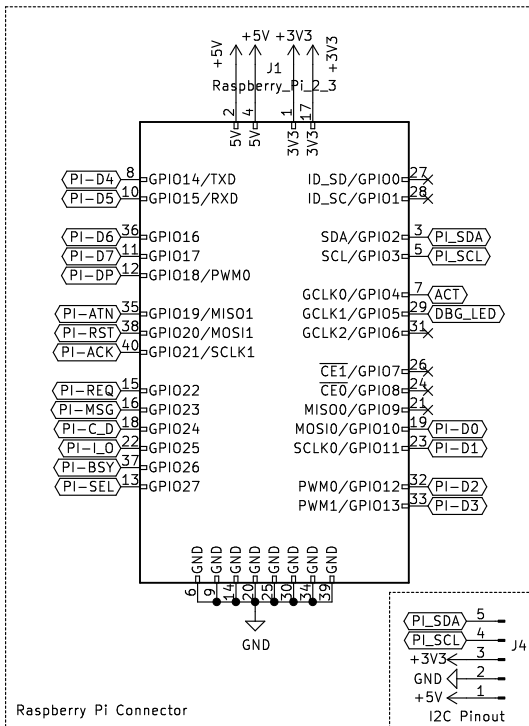 +5V +5V +3V3 +3V3
J1
Raspberry_Pi_2_3
2 4 1 17
5V 5V 3V3 3V3
PI-D4 8 GPIO14/TXD ID_SD/GPIO0 27
PI-D5 10 GPIO15/RXD ID_SC/GPIO1 28
PI-D6 36 GPIO16 SDA/GPIO2 3 PI_SDA
PI-D7 11 GPIO17 SCL/GPIO3 5 PI_SCL
PI-DP 12 GPIO18/PWM0
GCLK0/GPIO4 7 ACT
PI-ATN 35 GPIO19/MISO1 GCLK1/GPIO5 29 DBG_LED
PI-RST 38 GPIO20/MOSI1 GCLK2/GPIO6 31
PI-ACK 40 GPIO21/SCLK1
CE1/GPIO7 26
PI-REQ 15 GPIO22 CE0/GPIO8 24
PI-MSG 16 GPIO23 MISO0/GPIO9 21
PI-C_D 18 GPIO24 MOSI0/GPIO10 19 PI-D0
PI-I_O 22 GPIO25 SCLK0/GPIO11 23 PI-D1
PI-BSY 37 GPIO26
PI-SEL 13 GPIO27 PWM0/GPIO12 32 PI-D2
PWM1/GPIO13 33 PI-D3
GND GND GND GND GND GND GND GND
6 9 14 20 25 30 34 39
GND
PI_SDA 5
PI_SCL 4 J4
+3V3 3
GND 2
+5V 1
I2C Pinout
Raspberry Pi Connector